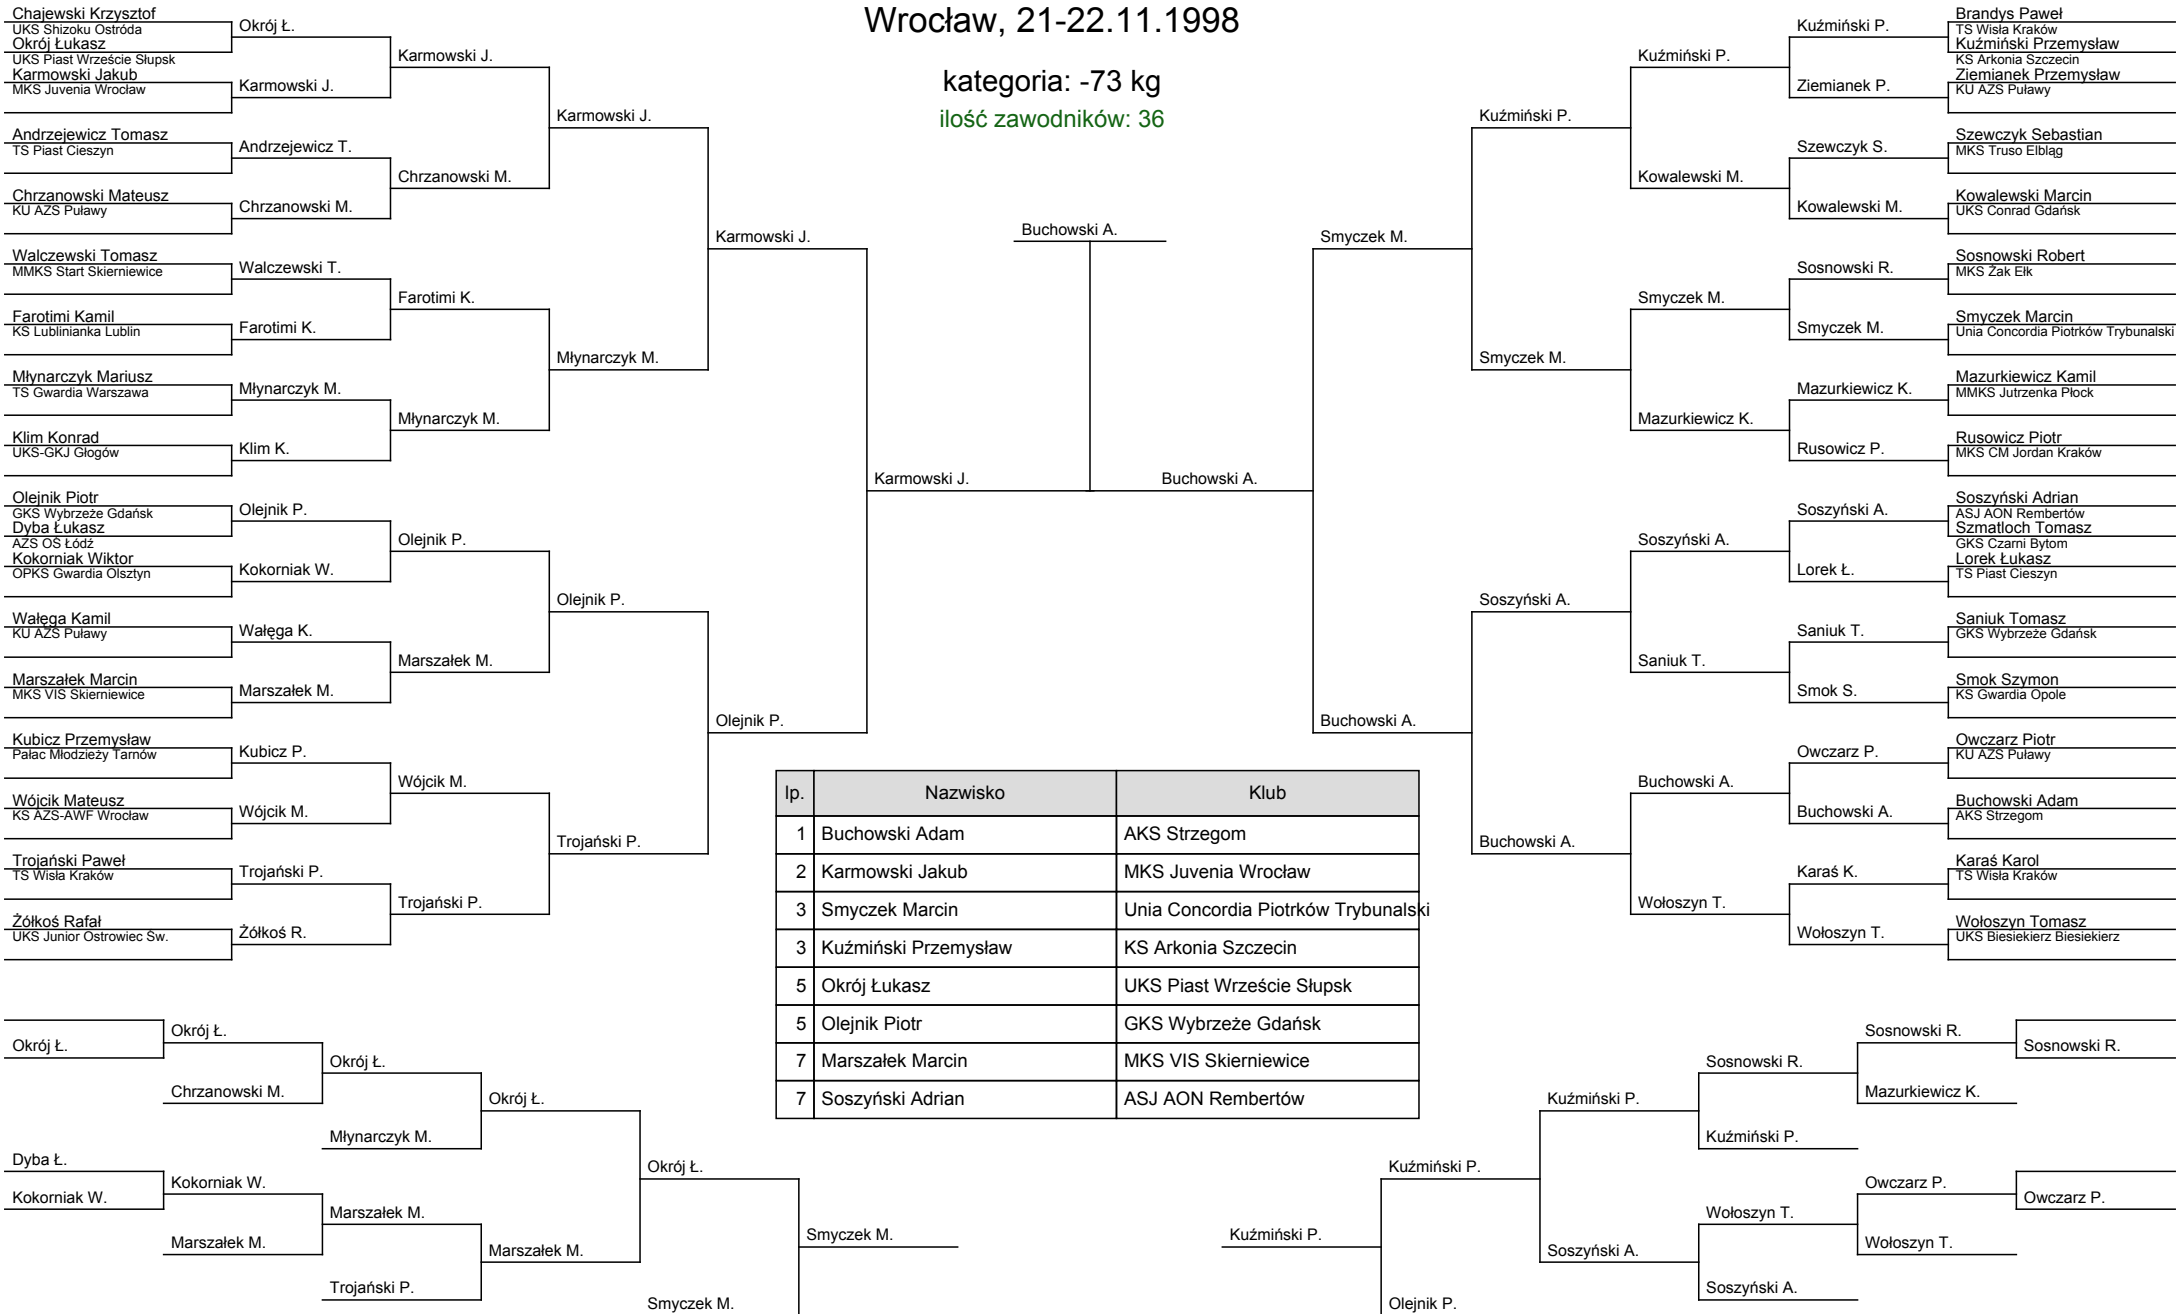 Wrocław, 21-22.11.1998
kategoria: -73 kg
ilość zawodników: 36
Chajewski Krzysztof
UKS Shizoku Ostróda
Okrój Łukasz
UKS Piast Wrzeście Słupsk
Karmowski Jakub
MKS Juvenia Wrocław
Andrzejewicz Tomasz
TS Piast Cieszyn
Chrzanowski Mateusz
KU AZS Puławy
Walczewski Tomasz
MMKS Start Skierniewice
Farotimi Kamil
KS Lublinianka Lublin
Młynarczyk Mariusz
TS Gwardia Warszawa
Klim Konrad
UKS-GKJ Głogów
Olejnik Piotr
GKS Wybrzeże Gdańsk
Dyba Łukasz
AZS OŚ Łódź
Kokorniak Wiktor
OPKS Gwardia Olsztyn
Wałęga Kamil
KU AZS Puławy
Marszałek Marcin
MKS VIS Skierniewice
Kubicz Przemysław
Pałac Młodzieży Tarnów
Wójcik Mateusz
KS AZS-AWF Wrocław
Trojański Paweł
TS Wisła Kraków
Żółkoś Rafał
UKS Junior Ostrowiec Św.
Okrój Ł.
Karmowski J.
Andrzejewicz T.
Chrzanowski M.
Walczewski T.
Farotimi K.
Młynarczyk M.
Klim K.
Olejnik P.
Kokorniak W.
Wałęga K.
Marszałek M.
Kubicz P.
Wójcik M.
Trojański P.
Żółkoś R.
Karmowski J.
Chrzanowski M.
Farotimi K.
Młynarczyk M.
Olejnik P.
Marszałek M.
Wójcik M.
Trojański P.
Karmowski J.
Młynarczyk M.
Olejnik P.
Trojański P.
Karmowski J.
Olejnik P.
Karmowski J.
Buchowski A.
Buchowski A.
Smyczek M.
Buchowski A.
Kuźmiński P.
Smyczek M.
Soszyński A.
Buchowski A.
Kuźmiński P.
Kowalewski M.
Smyczek M.
Mazurkiewicz K.
Soszyński A.
Saniuk T.
Buchowski A.
Wołoszyn T.
Kuźmiński P.
Ziemianek P.
Szewczyk S.
Kowalewski M.
Sosnowski R.
Smyczek M.
Mazurkiewicz K.
Rusowicz P.
Soszyński A.
Lorek Ł.
Saniuk T.
Smok S.
Owczarz P.
Buchowski A.
Karaś K.
Wołoszyn T.
Brandys Paweł
TS Wisła Kraków
Kuźmiński Przemysław
KS Arkonia Szczecin
Ziemianek Przemysław
KU AZS Puławy
Szewczyk Sebastian
MKS Truso Elbląg
Kowalewski Marcin
UKS Conrad Gdańsk
Sosnowski Robert
MKS Żak Ełk
Smyczek Marcin
Unia Concordia Piotrków Trybunalski
Mazurkiewicz Kamil
MMKS Jutrzenka Płock
Rusowicz Piotr
MKS CM Jordan Kraków
Soszyński Adrian
ASJ AON Rembertów
Szmatloch Tomasz
GKS Czarni Bytom
Lorek Łukasz
TS Piast Cieszyn
Saniuk Tomasz
GKS Wybrzeże Gdańsk
Smok Szymon
KS Gwardia Opole
Owczarz Piotr
KU AZS Puławy
Buchowski Adam
AKS Strzegom
Karaś Karol
TS Wisła Kraków
Wołoszyn Tomasz
UKS Biesiekierz Biesiekierz
lp. Nazwisko Klub
1 Buchowski Adam AKS Strzegom
2 Karmowski Jakub MKS Juvenia Wrocław
3 Smyczek Marcin Unia Concordia Piotrków Trybunalski
3 Kuźmiński Przemysław KS Arkonia Szczecin
5 Okrój Łukasz UKS Piast Wrzeście Słupsk
5 Olejnik Piotr GKS Wybrzeże Gdańsk
7 Marszałek Marcin MKS VIS Skierniewice
7 Soszyński Adrian ASJ AON Rembertów
Okrój Ł.
Dyba Ł.
Kokorniak W.
Okrój Ł.
Chrzanowski M.
Kokorniak W.
Marszałek M.
Okrój Ł.
Młynarczyk M.
Marszałek M.
Trojański P.
Okrój Ł.
Marszałek M.
Okrój Ł.
Smyczek M.
Smyczek M.
Kuźmiński P.
Kuźmiński P.
Olejnik P.
Kuźmiński P.
Soszyński A.
Sosnowski R.
Kuźmiński P.
Wołoszyn T.
Soszyński A.
Sosnowski R.
Mazurkiewicz K.
Owczarz P.
Wołoszyn T.
Sosnowski R.
Owczarz P.